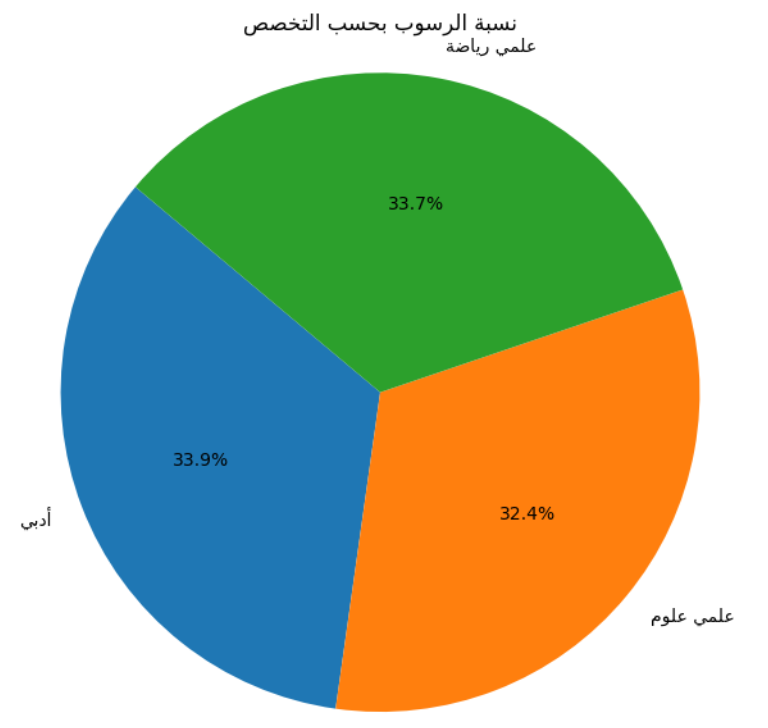 نسبة الرسوب بحسب التخصص
علمي رياضة
33.7%
33.9%
32.4%
أدبي
علمي علوم